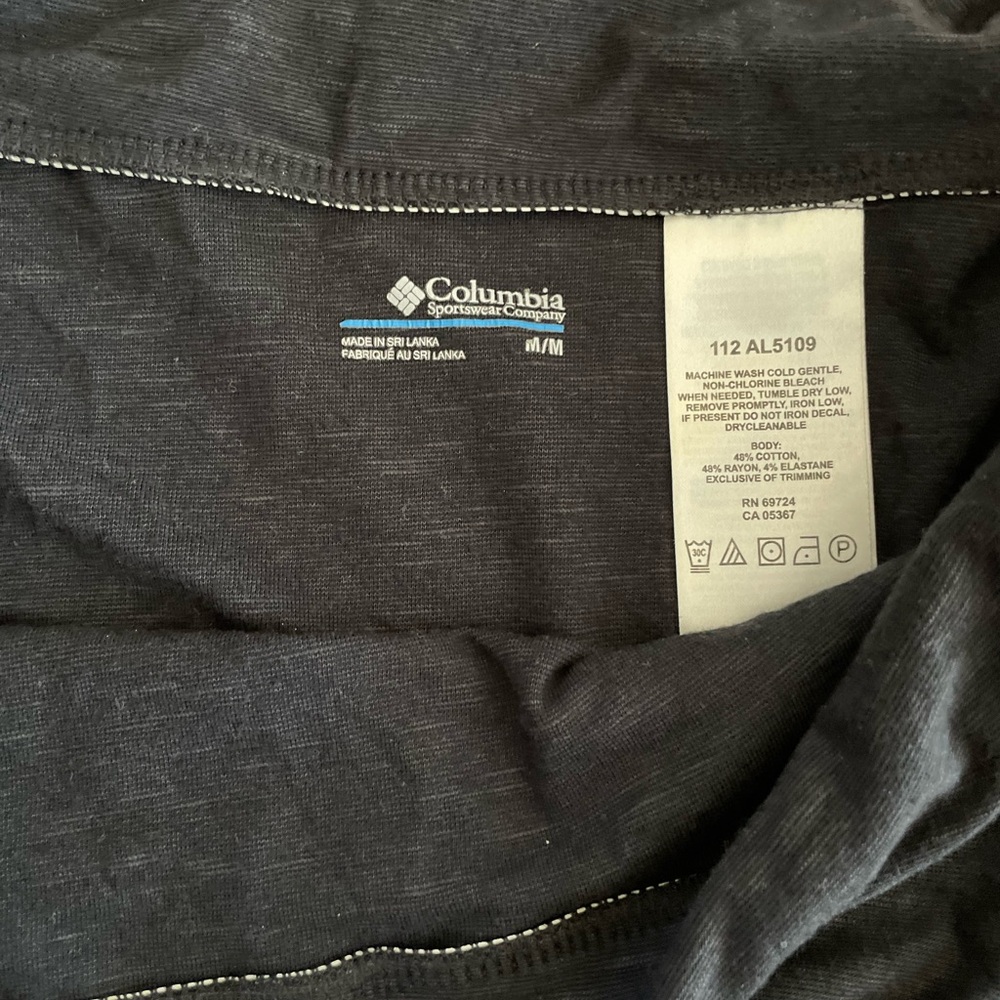 Columbia
Sportswear Company
MADE IN SRI LANKA
FABRIQUÉ AU SRI LANKA
M/M
112 AL5109
MACHINE WASH COLD GENTLE,
NON-CHLORINE BLEACH
WHEN NEEDED, TUMBLE DRY LOW,
REMOVE PROMPTLY, IRON LOW,
IF PRESENT DO NOT IRON DECAL,
DRYCLEANABLE
BODY:
48% COTTON,
48% RAYON, 4% ELASTANE
EXCLUSIVE OF TRIMMING
RN 69724
CA 05367
30C
P